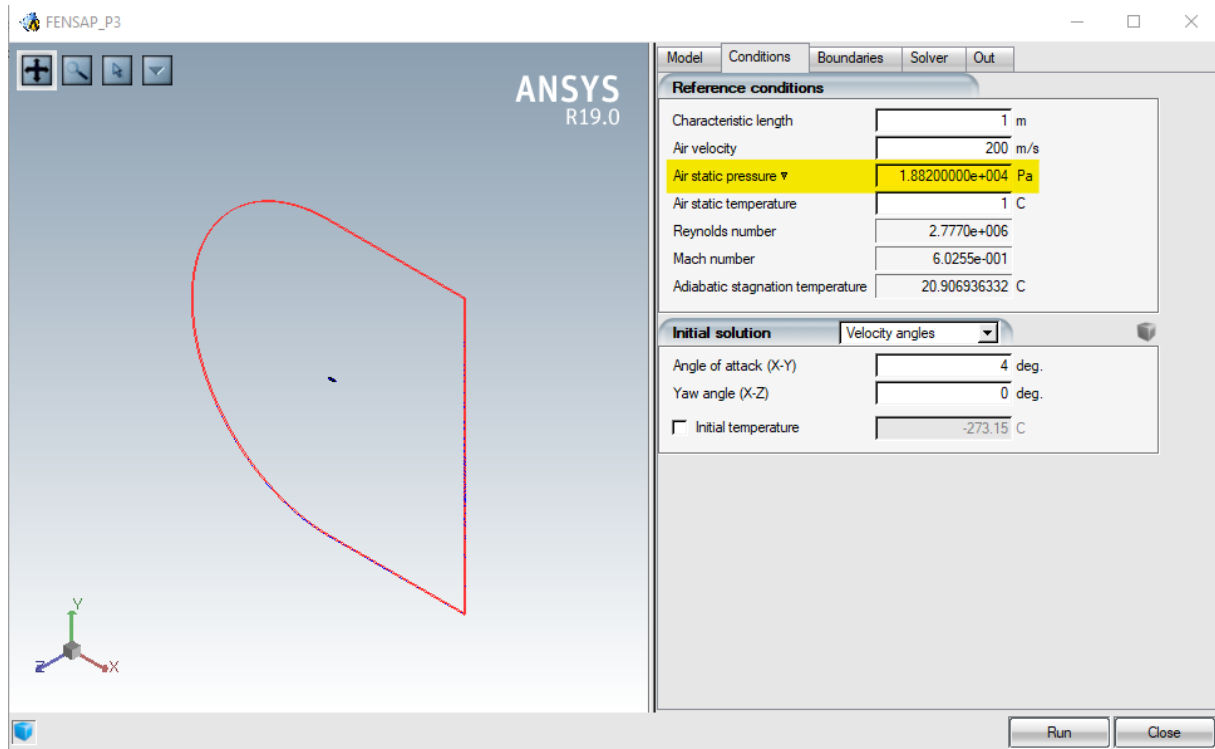 FENSAP_P3
ANSYS
R19.0
Model Conditions Boundaries Solver Out
Reference conditions
Characteristic length 1 m
Air velocity 200 m/s
Air static pressure 1.88200000e+004 Pa
Air static temperature 1 C
Reynolds number 2.7770e+006
Mach number 6.0255e-001
Adiabatic stagnation temperature 20.906936332 C
Initial solution Velocity angles
Angle of attack (X-Y) 4 deg.
Yaw angle (X-Z) 0 deg.
Initial temperature -273.15 C
Y
Z X
Run Close